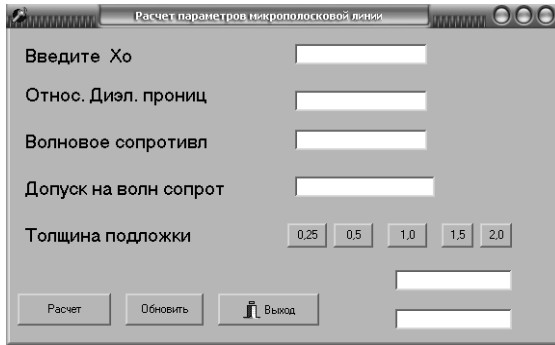 Расчет параметров микрополосковой линии
Введите Xo
Относ. Диэл. прониц
Волновое сопротивл
Допуск на волн сопрот
Толщина подложки 0,25 0,5 1,0 1,5 2,0
Расчет Обновить Выход